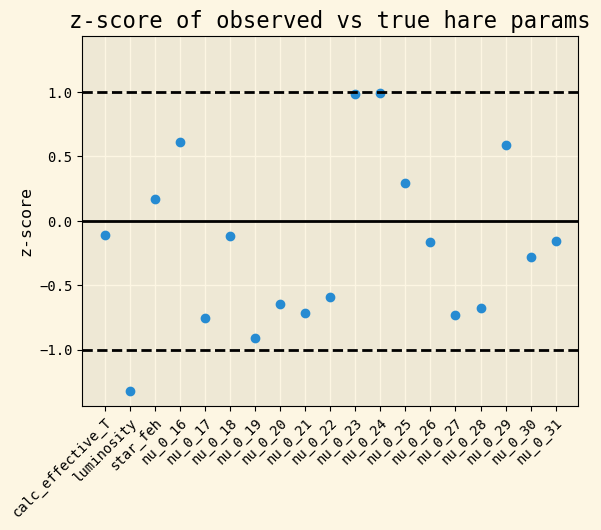 z-score of observed vs true hare params
z-score
1.0
0.5
0.0
−0.5
−1.0
calc_effective_T
luminosity
star_feh
nu_0_16
nu_0_17
nu_0_18
nu_0_19
nu_0_20
nu_0_21
nu_0_22
nu_0_23
nu_0_24
nu_0_25
nu_0_26
nu_0_27
nu_0_28
nu_0_29
nu_0_30
nu_0_31